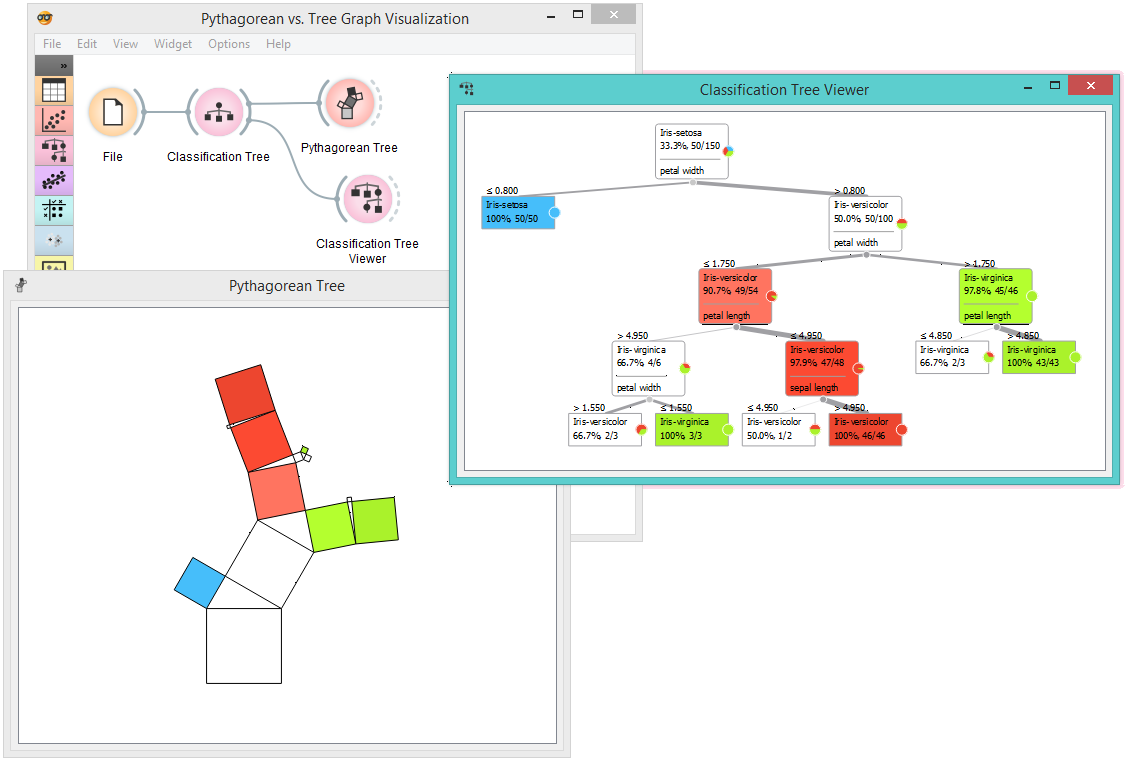 Pythagorean vs. Tree Graph Visualization
File Edit View Widget Options Help
»
File
Classification Tree
Pythagorean Tree
Classification Tree
Viewer
Pythagorean Tree
Classification Tree Viewer
Iris-setosa
33.3%, 50/150
petal width
≤ 0.800
> 0.800
Iris-setosa
100%, 50/50
Iris-versicolor
50.0%, 50/100
petal width
≤ 1.750
> 1.750
Iris-versicolor
90.7%, 49/54
petal length
Iris-virginica
97.8%, 45/46
petal length
> 4.950
≤ 4.950
≤ 4.850
> 4.850
Iris-virginica
66.7%, 4/6
petal width
Iris-versicolor
97.9%, 47/48
sepal length
Iris-virginica
66.7%, 2/3
Iris-virginica
100%, 43/43
> 1.550
≤ 1.550
≤ 4.950
> 4.950
Iris-versicolor
66.7%, 2/3
Iris-virginica
100%, 3/3
Iris-versicolor
50.0%, 1/2
Iris-versicolor
100%, 46/46